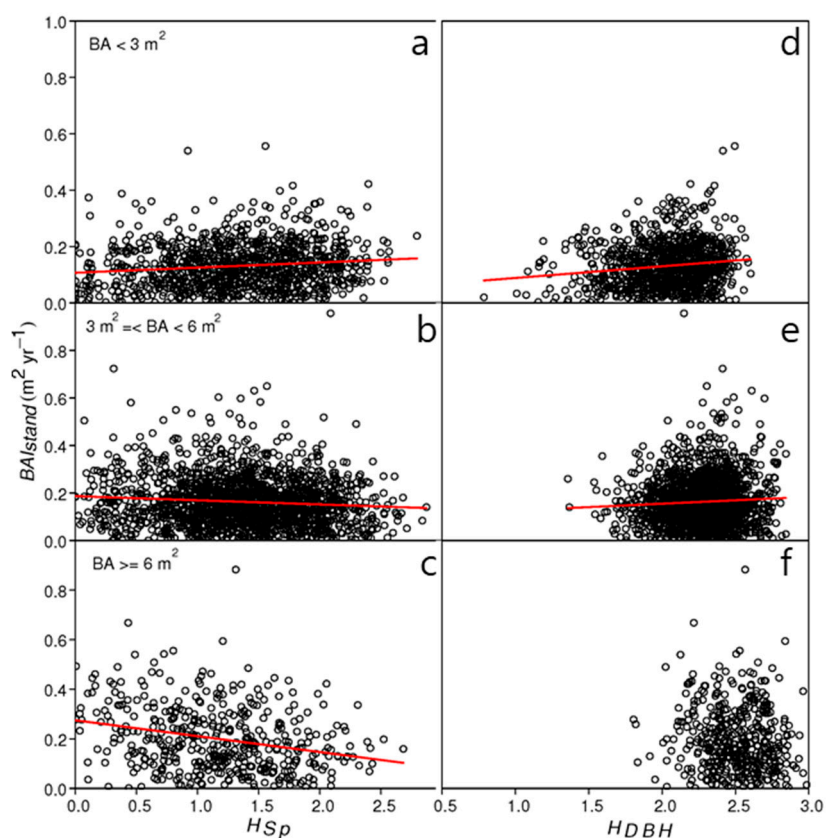 BA < 3 m²
a
d
1.0
0.8
0.6
0.4
0.2
0.0
3 m² =< BA < 6 m²
b
e
0.8
0.6
0.4
0.2
0.0
BA >= 6 m²
c
f
0.8
0.6
0.4
0.2
0.0
BAIstand (m² yr⁻¹)
0.0 0.5 1.0 1.5 2.0 2.5 0.5 1.0 1.5 2.0 2.5 3.0
HSp HDBH